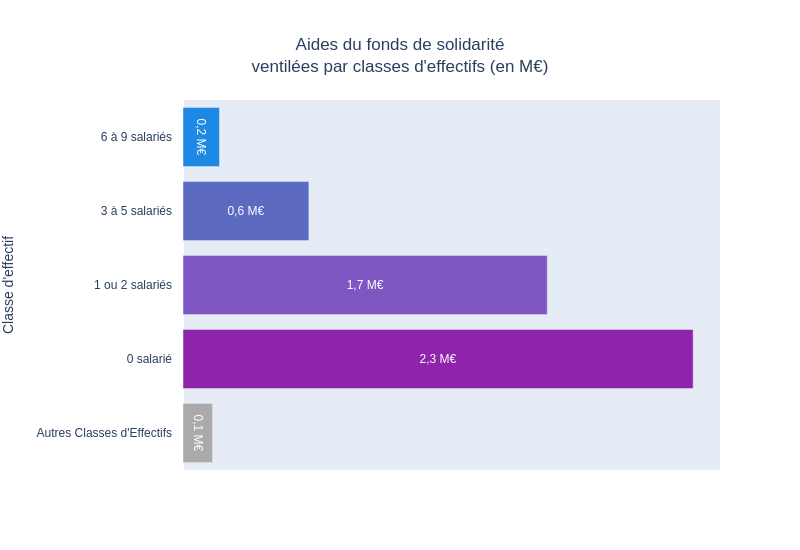 Aides du fonds de solidarité
ventilées par classes d'effectifs (en M€)
Classe d'effectif
6 à 9 salariés
0,2 M€
3 à 5 salariés
0,6 M€
1 ou 2 salariés
1,7 M€
0 salarié
2,3 M€
Autres Classes d'Effectifs
0,1 M€